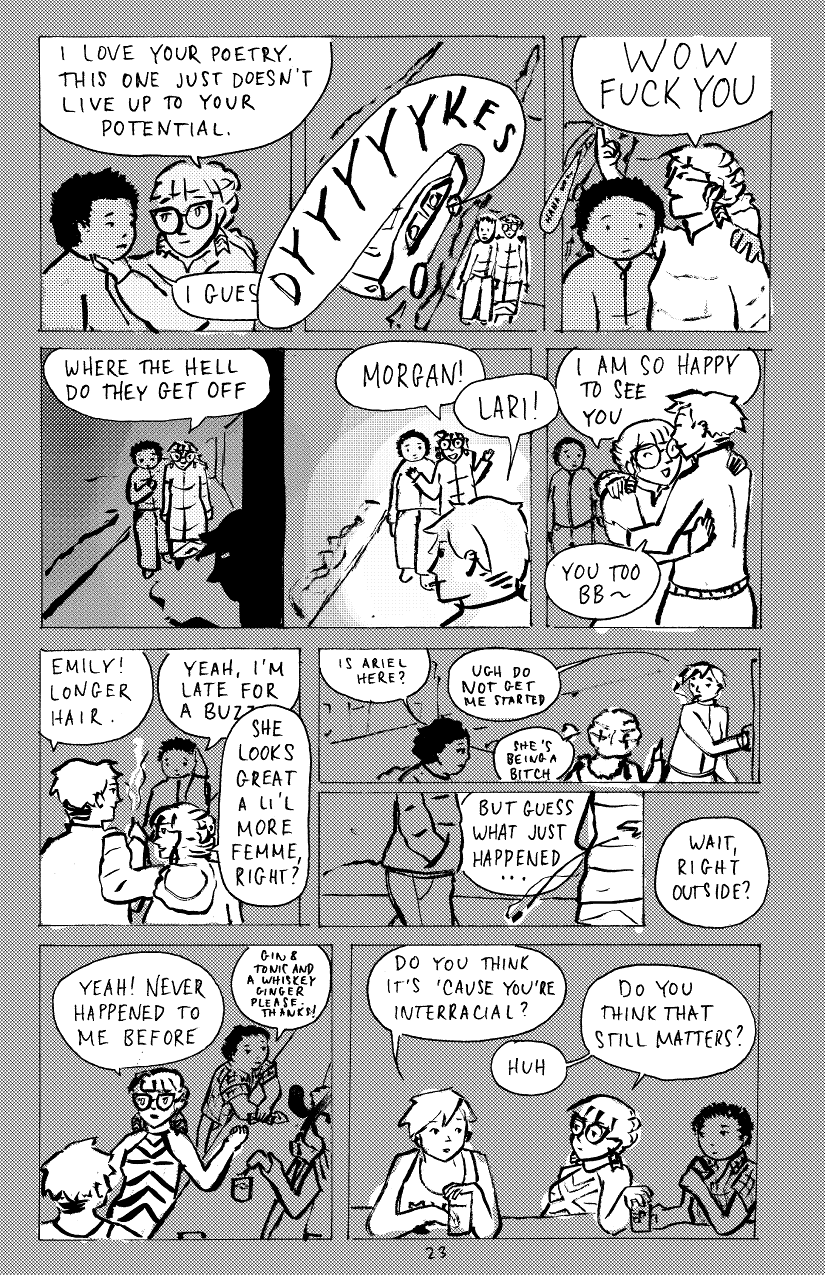 I LOVE YOUR POETRY.
THIS ONE JUST DOESN'T
LIVE UP TO YOUR
POTENTIAL.
I GUES
DYYYYYYKES
WOW
FUCK YOU
HAHA
WHERE THE HELL
DO THEY GET OFF
MORGAN!
LARI!
I AM SO HAPPY
TO SEE
YOU
YOU TOO
BB~
EMILY!
LONGER
HAIR.
YEAH, I'M
LATE FOR
A BUZZ
SHE
LOOKS
GREAT
A LI'L
MORE
FEMME,
RIGHT?
IS ARIEL
HERE?
UGH DO
NOT GET
ME STARTED
SHE'S
BEING A
BITCH
BUT GUESS
WHAT JUST
HAPPENED
...
WAIT,
RIGHT
OUTSIDE?
YEAH! NEVER
HAPPENED TO
ME BEFORE
GIN &
TONIC AND
A WHISKEY
GINGER
PLEASE.
THANKS!
DO YOU THINK
IT'S 'CAUSE YOU'RE
INTERRACIAL?
HUH
DO YOU
THINK THAT
STILL MATTERS?
23